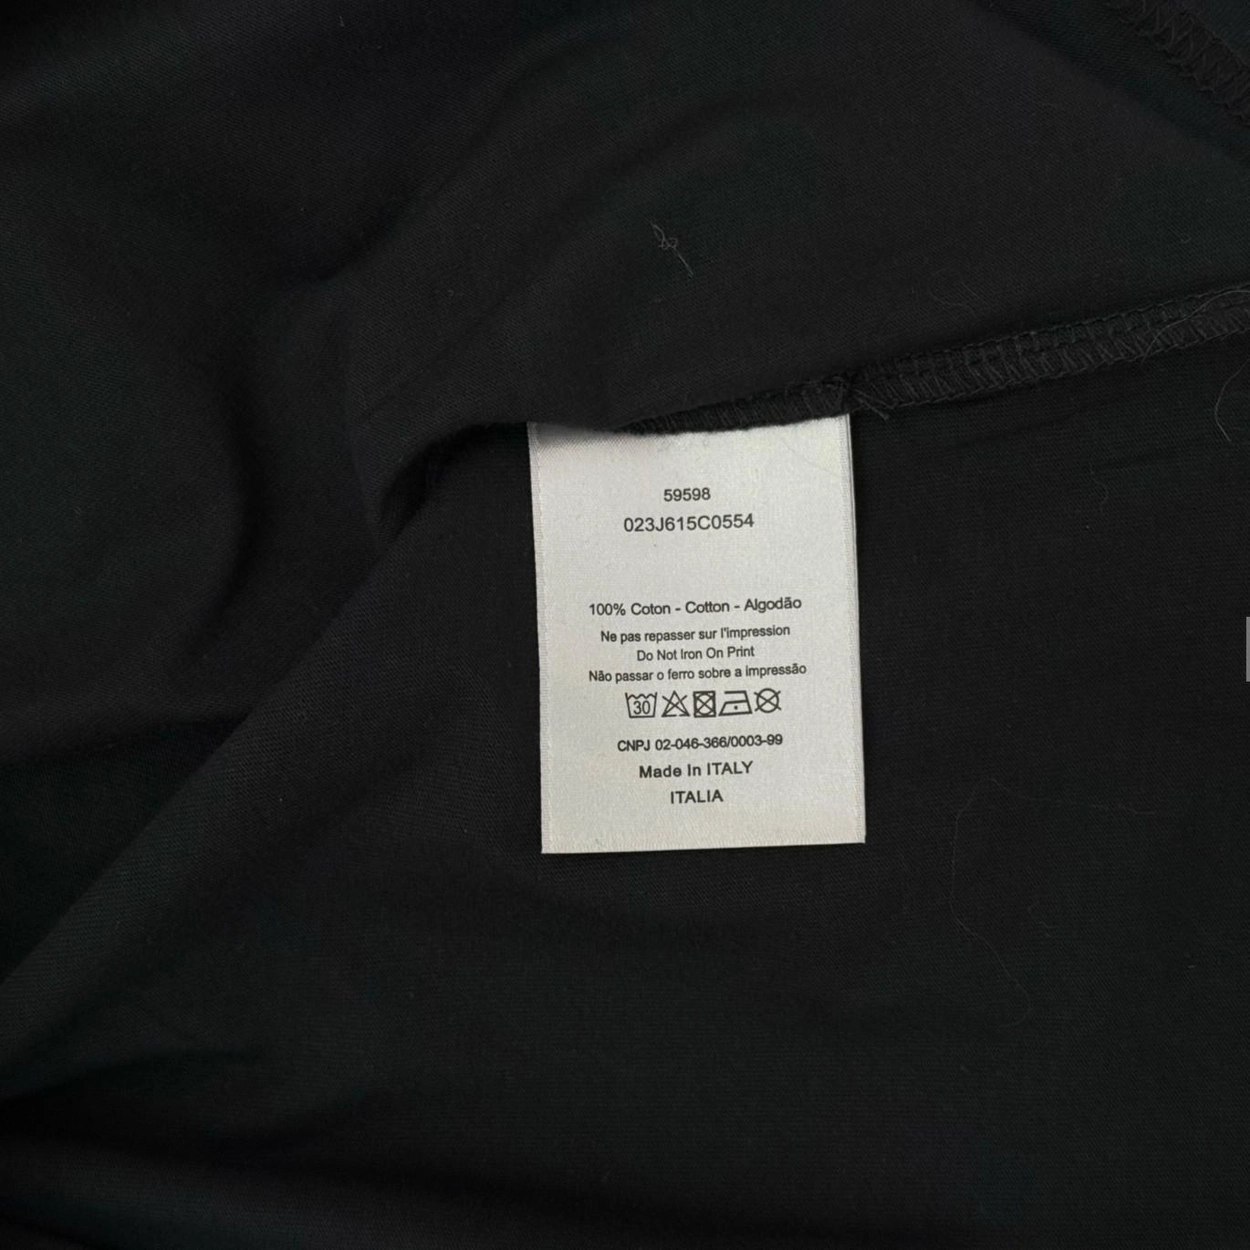 59598
023J615C0554
100% Coton - Cotton - Algodão
Ne pas repasser sur l'impression
Do Not Iron On Print
Não passar o ferro sobre a impressão
30
CNPJ 02-046-366/0003-99
Made In ITALY
ITALIA